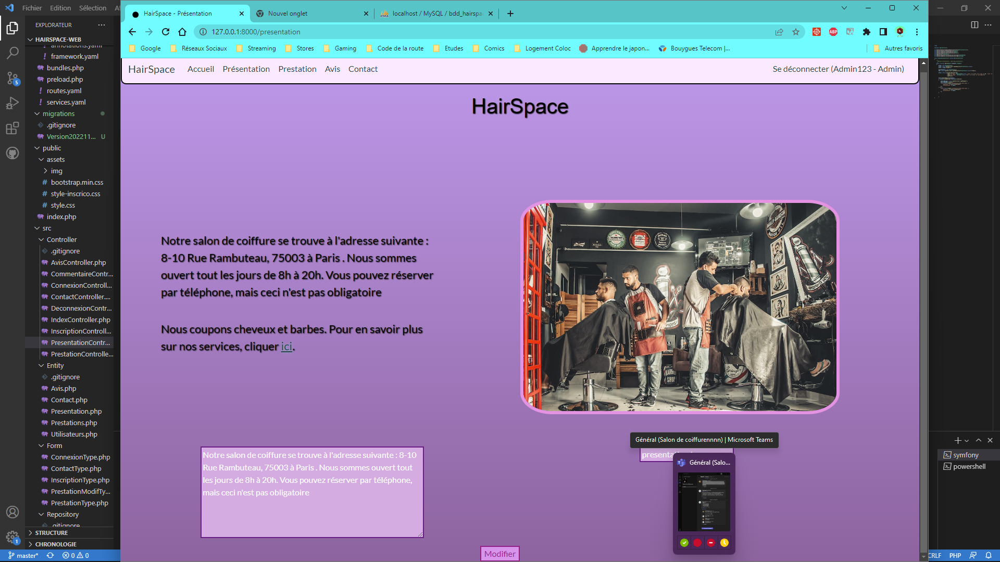 Fichier
Edition
Sélection
HairSpace - Présentation
Nouvel onglet
localhost / MySQL / bdd_hairspa
127.0.0.1:8000/presentation
ABP
Google
Réseaux Sociaux
Streaming
Stores
Gaming
Code de la route
Etudes
Comics
Logement Coloc
Apprendre le japon...
Bouygues Telecom |...
Autres favoris
EXPLORATEUR
HAIRSPACE-WEB
annotations.yaml
framework.yaml
bundles.php
preload.php
routes.yaml
services.yaml
migrations
.gitignore
Version202211... U
public
assets
img
bootstrap.min.css
style-inscrico.css
style.css
index.php
src
Controller
.gitignore
AvisController.php
CommentaireContr...
ConnexionControll...
ContactController....
DeconnexionContr...
IndexController.php
InscriptionControll...
PresentationContr...
PrestationControlle...
Entity
.gitignore
Avis.php
Contact.php
Presentation.php
Prestations.php
Utilisateurs.php
Form
ConnexionType.php
ContactType.php
InscriptionType.php
PrestationModifTy...
PrestationType.php
Repository
.gitignore
STRUCTURE
CHRONOLOGIE
5
1
master*
0
0
HairSpace
Accueil
Présentation
Prestation
Avis
Contact
Se déconnecter (Admin123 - Admin)
HairSpace
Notre salon de coiffure se trouve à l'adresse suivante :
8-10 Rue Rambuteau, 75003 à Paris . Nous sommes
ouvert tout les jours de 8h à 20h. Vous pouvez réserver
par téléphone, mais ceci n'est pas obligatoire
Nous coupons cheveux et barbes. Pour en savoir plus
sur nos services, cliquer ici.
Heineken
BARBER
SHOP
Notre salon de coiffure se trouve à l'adresse suivante : 8-10
Rue Rambuteau, 75003 à Paris . Nous sommes ouvert tout
les jours de 8h à 20h. Vous pouvez réserver par téléphone,
mais ceci n'est pas obligatoire
Modifier
Général (Salon de coiffurennnn) | Microsoft Teams
Général (Salo...
symfony
powershell
CRLF
PHP